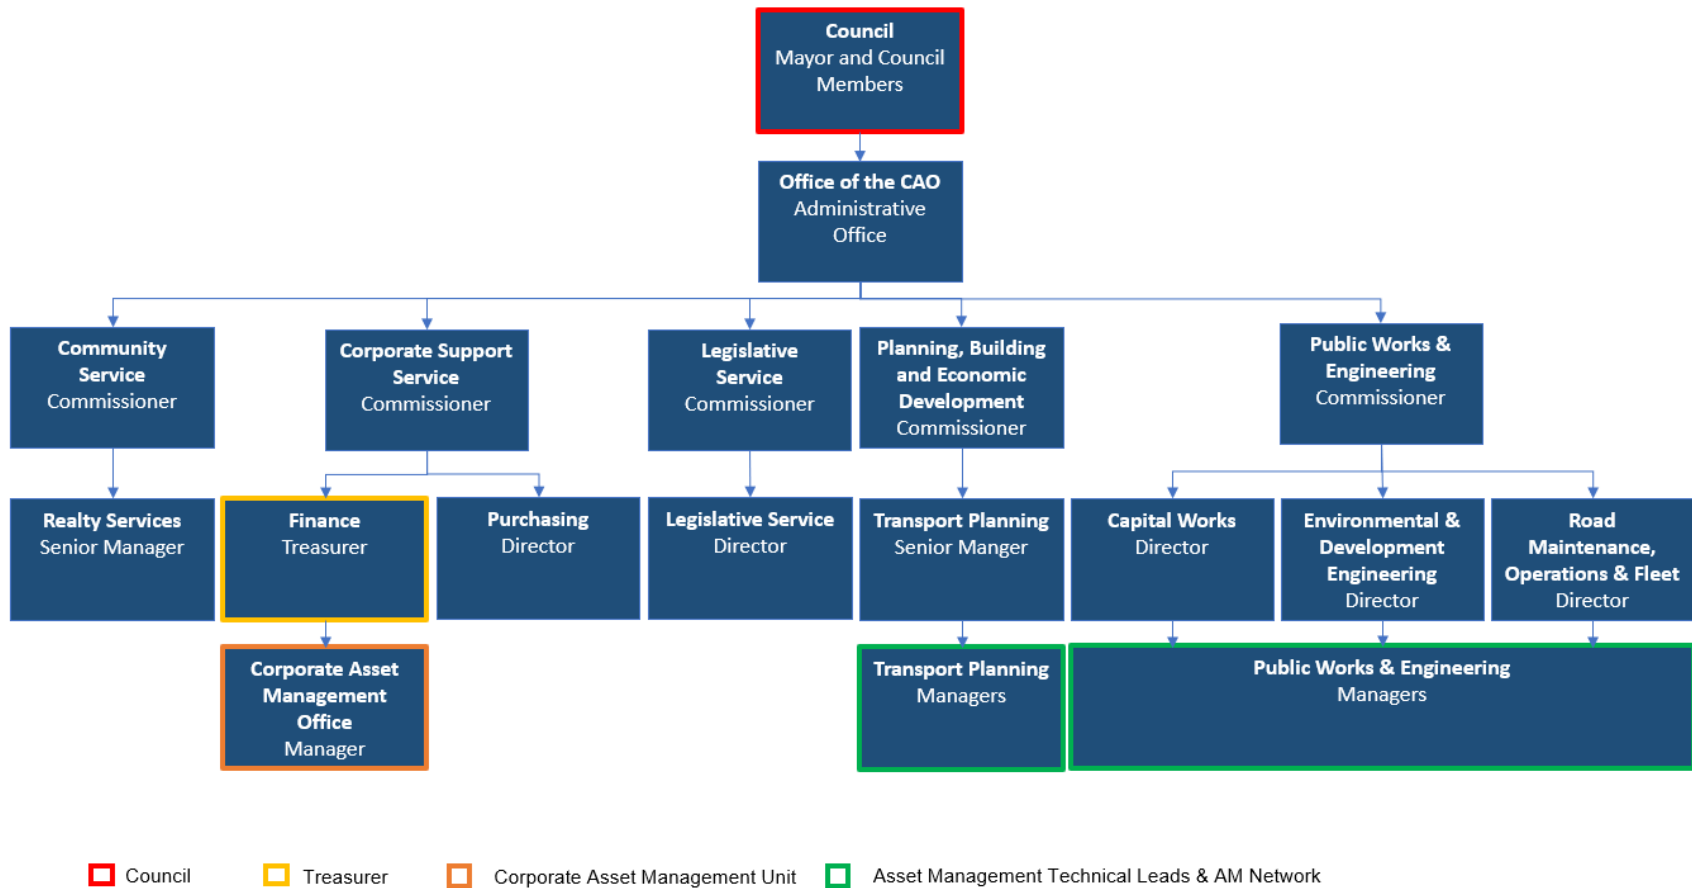 Council
Mayor and Council
Members
Office of the CAO
Administrative
Office
Community
Service
Commissioner
Corporate Support
Service
Commissioner
Legislative
Service
Commissioner
Planning, Building
and Economic
Development
Commissioner
Public Works &
Engineering
Commissioner
Realty Services
Senior Manager
Finance
Treasurer
Purchasing
Director
Legislative Service
Director
Transport Planning
Senior Manger
Capital Works
Director
Environmental &
Development
Engineering
Director
Road
Maintenance,
Operations & Fleet
Director
Corporate Asset
Management
Office
Manager
Transport Planning
Managers
Public Works & Engineering
Managers
Council
Treasurer
Corporate Asset Management Unit
Asset Management Technical Leads & AM Network